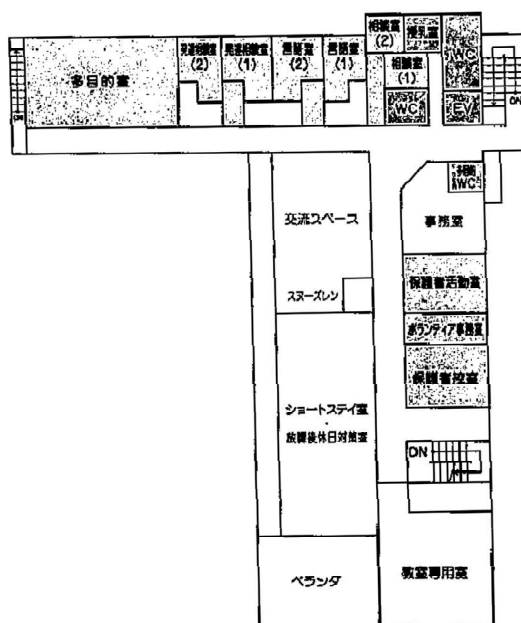 相談室
(2)
授乳室
WC
発達相談室
(2)
発達相談室
(1)
言語室
(2)
言語室
(1)
相談室
(1)
多目的室
WC
EV
DN
WC
交流スペース
事務室
スヌーズレン
保護者活動室
ボランティア事務室
保護者控室
ショートステイ室
・
放課後休日対策室
DN
ベランダ
教室専用室